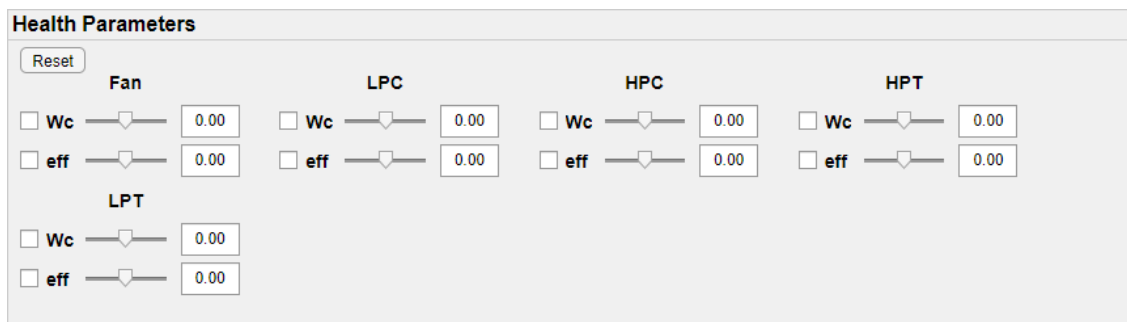 Health Parameters
Reset
Fan LPC HPC HPT
Wc 0.00 Wc 0.00 Wc 0.00 Wc 0.00
eff 0.00 eff 0.00 eff 0.00 eff 0.00
LPT
Wc 0.00
eff 0.00